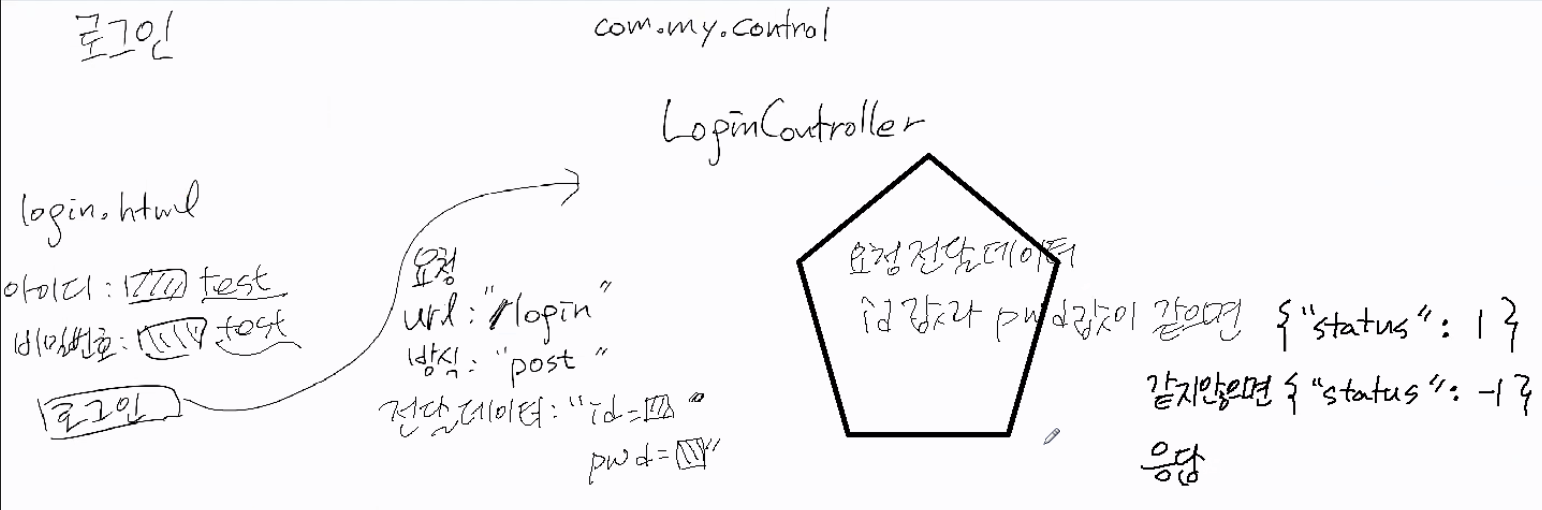 로그인
com.my.control
LoginController
login.html
아이디 : test
비밀번호 : test
로그인
요청
url : "/login"
방식 : "post"
전달데이터 : "id= "
pwd= "
요청전달데이터
id값과 pwd값이 같으면 {"status" : 1}
같지않으면 {"status" : -1}
응답